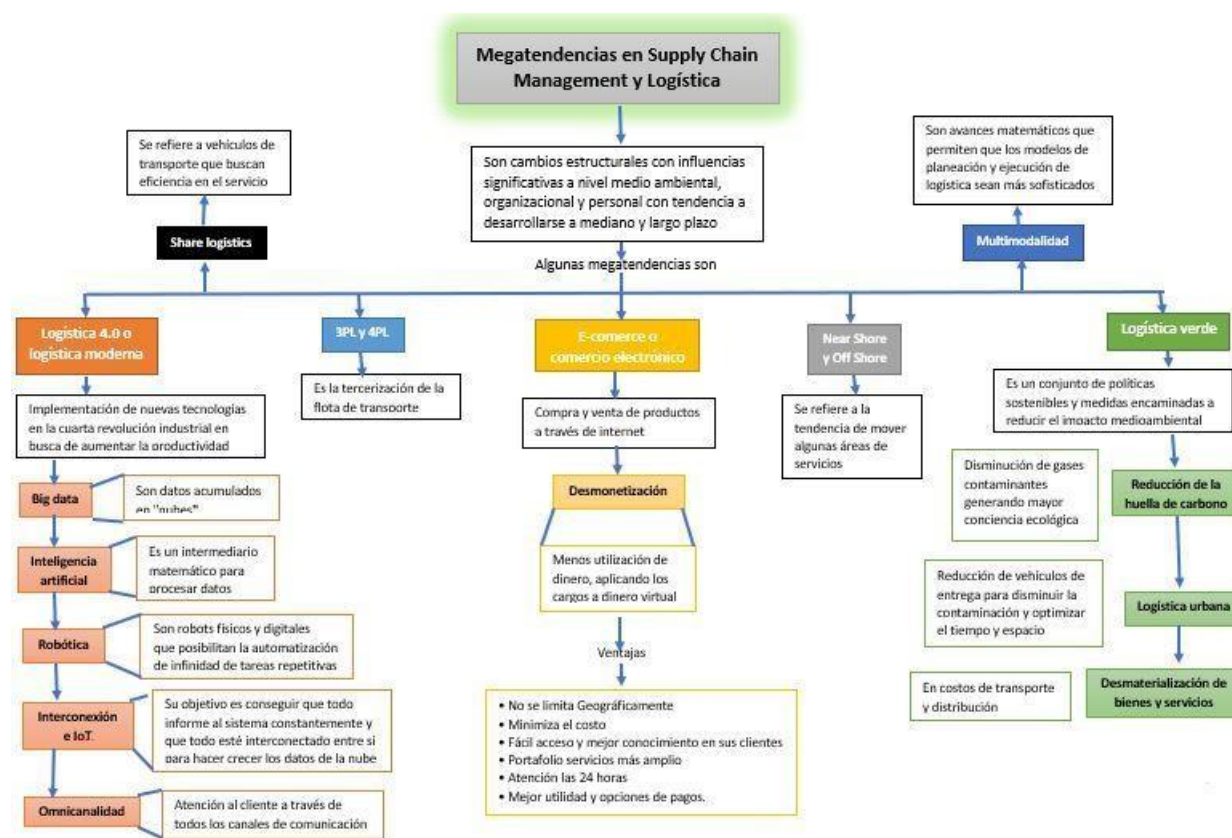 Megatendencias en Supply Chain
Management y Logística
Se refiere a vehículos de
transporte que buscan
eficiencia en el servicio
Share logistics
Son cambios estructurales con influencias
significativas a nivel medio ambiental,
organizacional y personal con tendencia a
desarrollarse a mediano y largo plazo
Son avances matemáticos que
permiten que los modelos de
planeación y ejecución de
logística sean más sofisticados
Multimodalidad
Algunas megatendencias son
Logística 4.0 o
logística moderna
Implementación de nuevas tecnologías
en la cuarta revolución industrial en
busca de aumentar la productividad
Big data
Son datos acumulados
en "nubes"
Inteligencia
artificial
Es un intermediario
matemático para
procesar datos
Robótica
Son robots físicos y digitales
que posibilitan la automatización
de infinidad de tareas repetitivas
Interconexión
e IoT.
Su objetivo es conseguir que todo
informe al sistema constantemente y
que todo esté interconectado entre si
para hacer crecer los datos de la nube
Omnicanalidad
Atención al cliente a través de
todos los canales de comunicación
3PL y 4PL
Es la tercerización de la
flota de transporte
E-comerce o
comercio electrónico
Compra y venta de productos
a través de internet
Desmonetización
Menos utilización de
dinero, aplicando los
cargos a dinero virtual
Ventajas
• No se limita Geográficamente
• Minimiza el costo
• Fácil acceso y mejor conocimiento en sus clientes
• Portafolio servicios más amplio
• Atención las 24 horas
• Mejor utilidad y opciones de pagos.
Near Shore
y Off Shore
Se refiere a la
tendencia de mover
algunas áreas de
servicios
Logística verde
Es un conjunto de políticas
sostenibles y medidas encaminadas a
reducir el impacto medioambiental
Disminución de gases
contaminantes
generando mayor
conciencia ecológica
Reducción de la
huella de carbono
Reducción de vehículos de
entrega para disminuir la
contaminación y optimizar
el tiempo y espacio
Logística urbana
En costos de transporte
y distribución
Desmaterialización de
bienes y servicios